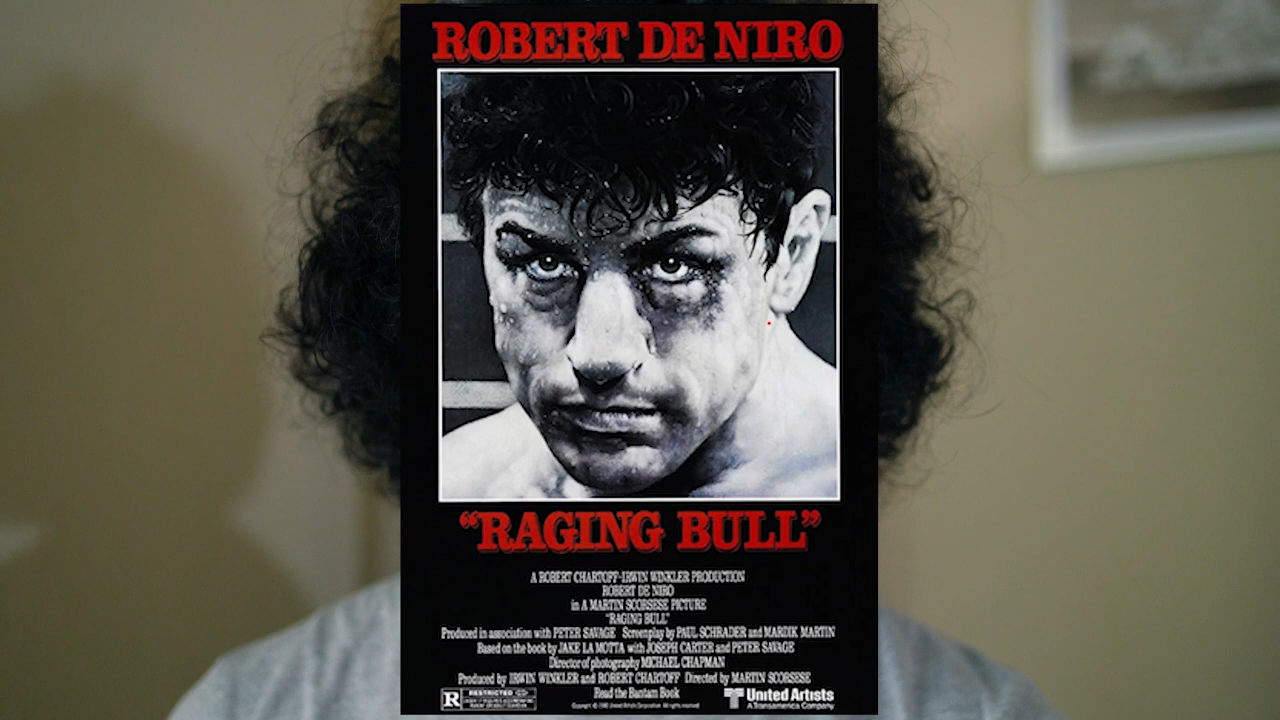 ROBERT DE NIRO
“RAGING BULL”
A ROBERT CHARTOFF-IRWIN WINKLER PRODUCTION
ROBERT DE NIRO
in A MARTIN SCORSESE PICTURE
“RAGING BULL”
Produced in association with PETER SAVAGE Screenplay by PAUL SCHRADER and MARDIK MARTIN
Based on the book by JAKE LA MOTTA with JOSEPH CARTER and PETER SAVAGE
Director of photography MICHAEL CHAPMAN
Produced by IRWIN WINKLER and ROBERT CHARTOFF Directed by MARTIN SCORSESE
Read the Bantam Book
R RESTRICTED
United Artists
A Transamerica Company